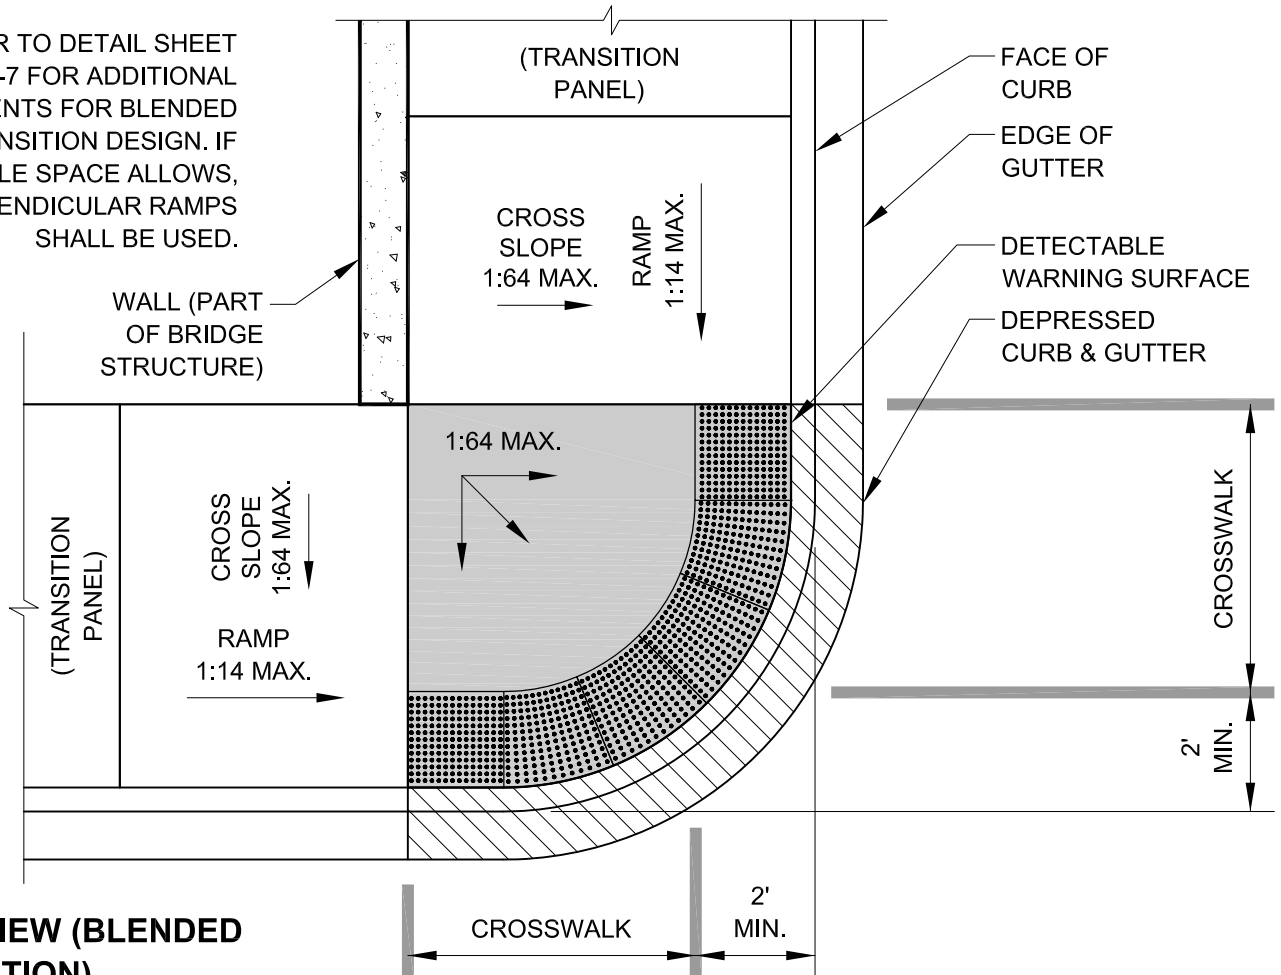 R TO DETAIL SHEET
-7 FOR ADDITIONAL
ENTS FOR BLENDED
NSITION DESIGN. IF
LE SPACE ALLOWS,
ENDICULAR RAMPS
SHALL BE USED.
WALL (PART
OF BRIDGE
STRUCTURE)
(TRANSITION
PANEL)
FACE OF
CURB
EDGE OF
GUTTER
DETECTABLE
WARNING SURFACE
DEPRESSED
CURB & GUTTER
CROSS
SLOPE
1:64 MAX.
RAMP
1:14 MAX.
1:64 MAX.
(TRANSITION
PANEL)
CROSS
SLOPE
1:64 MAX.
RAMP
1:14 MAX.
CROSSWALK
2'
MIN.
CROSSWALK
2'
MIN.
IEW (BLENDED
TION)